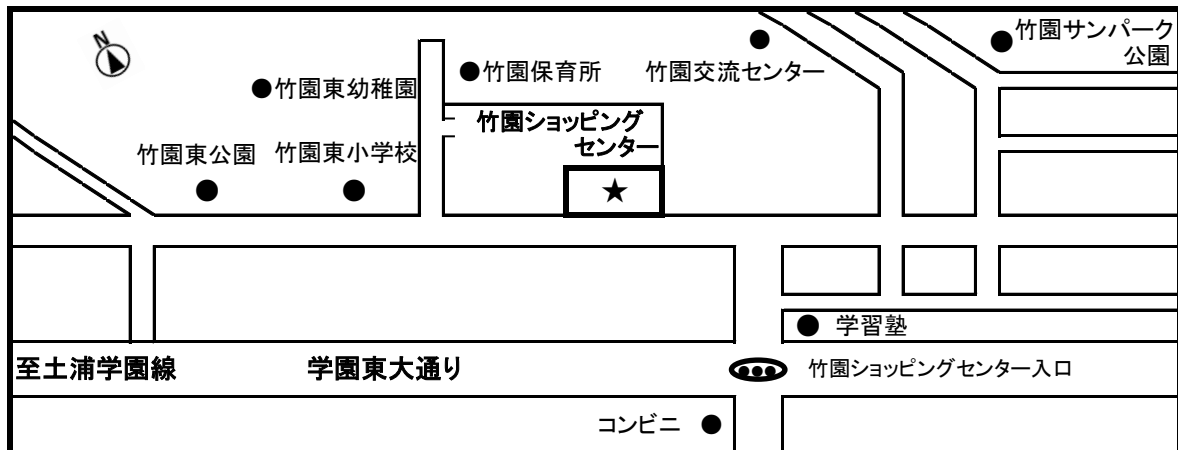 N
竹園サンパーク
公園
●竹園保育所
竹園交流センター
●竹園東幼稚園
竹園ショッピング
センター
竹園東公園
竹園東小学校
★
● 学習塾
至土浦学園線
学園東大通り
竹園ショッピングセンター入口
コンビニ ●